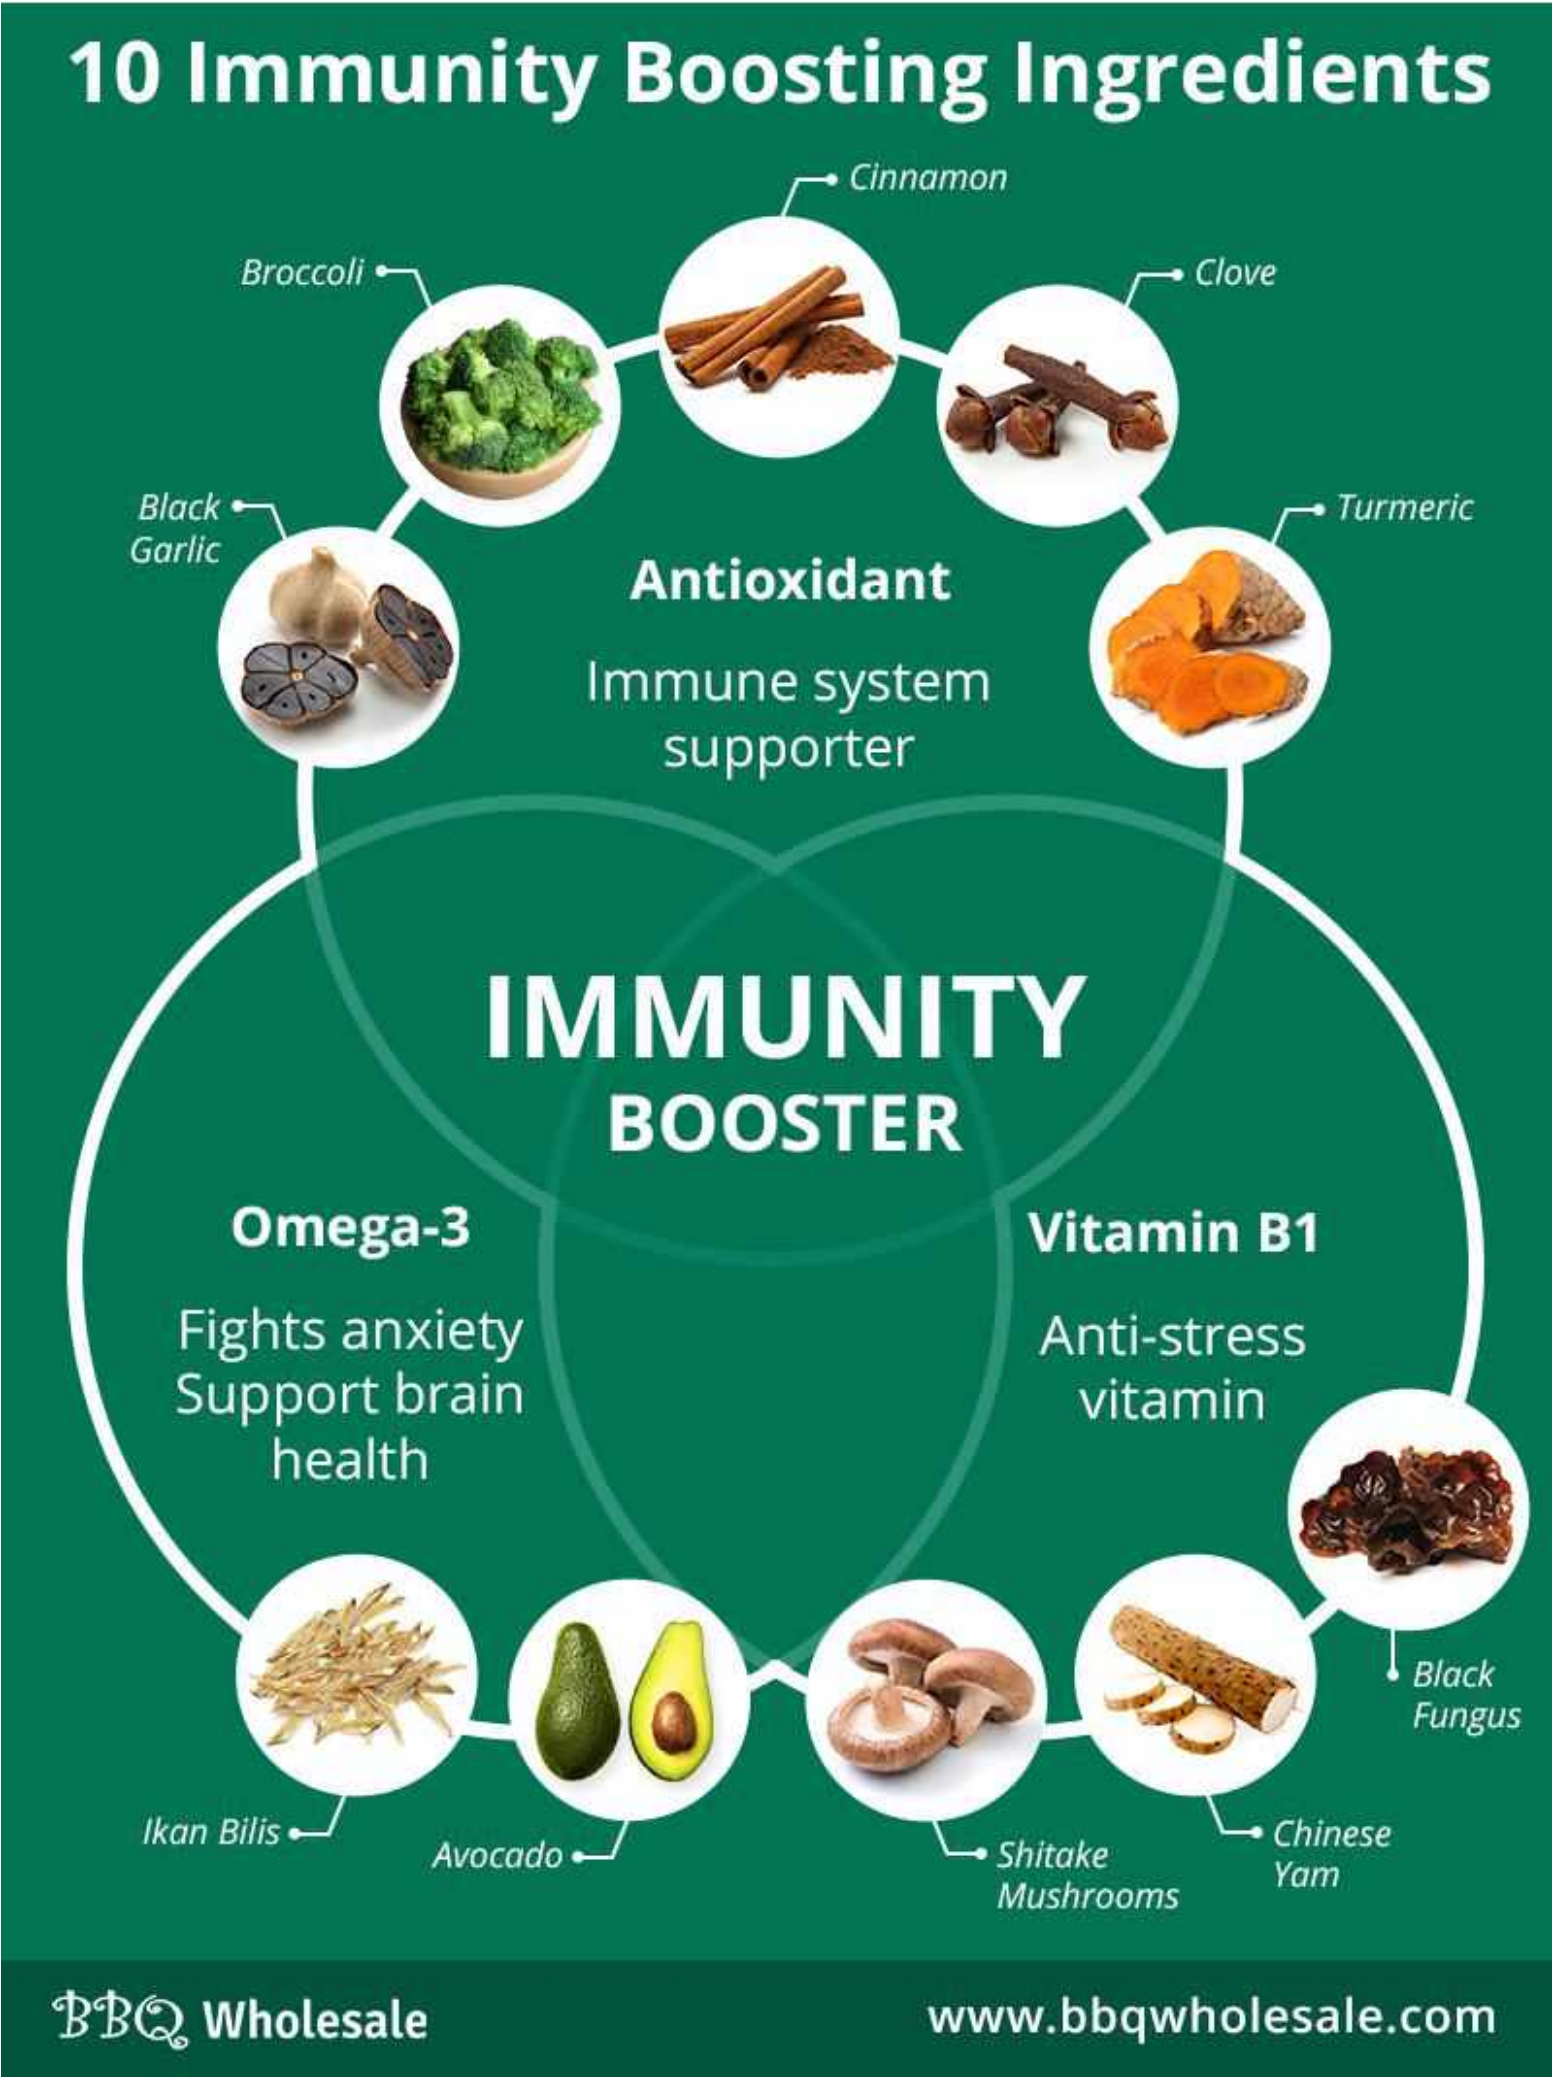 10 Immunity Boosting Ingredients
Cinnamon
Broccoli
Clove
Black
Garlic
Turmeric
Antioxidant
Immune system
supporter
IMMUNITY
BOOSTER
Omega-3
Fights anxiety
Support brain
health
Vitamin B1
Anti-stress
vitamin
Black
Fungus
Ikan Bilis
Avocado
Shitake
Mushrooms
Chinese
Yam
BBQ Wholesale
www.bbqwholesale.com